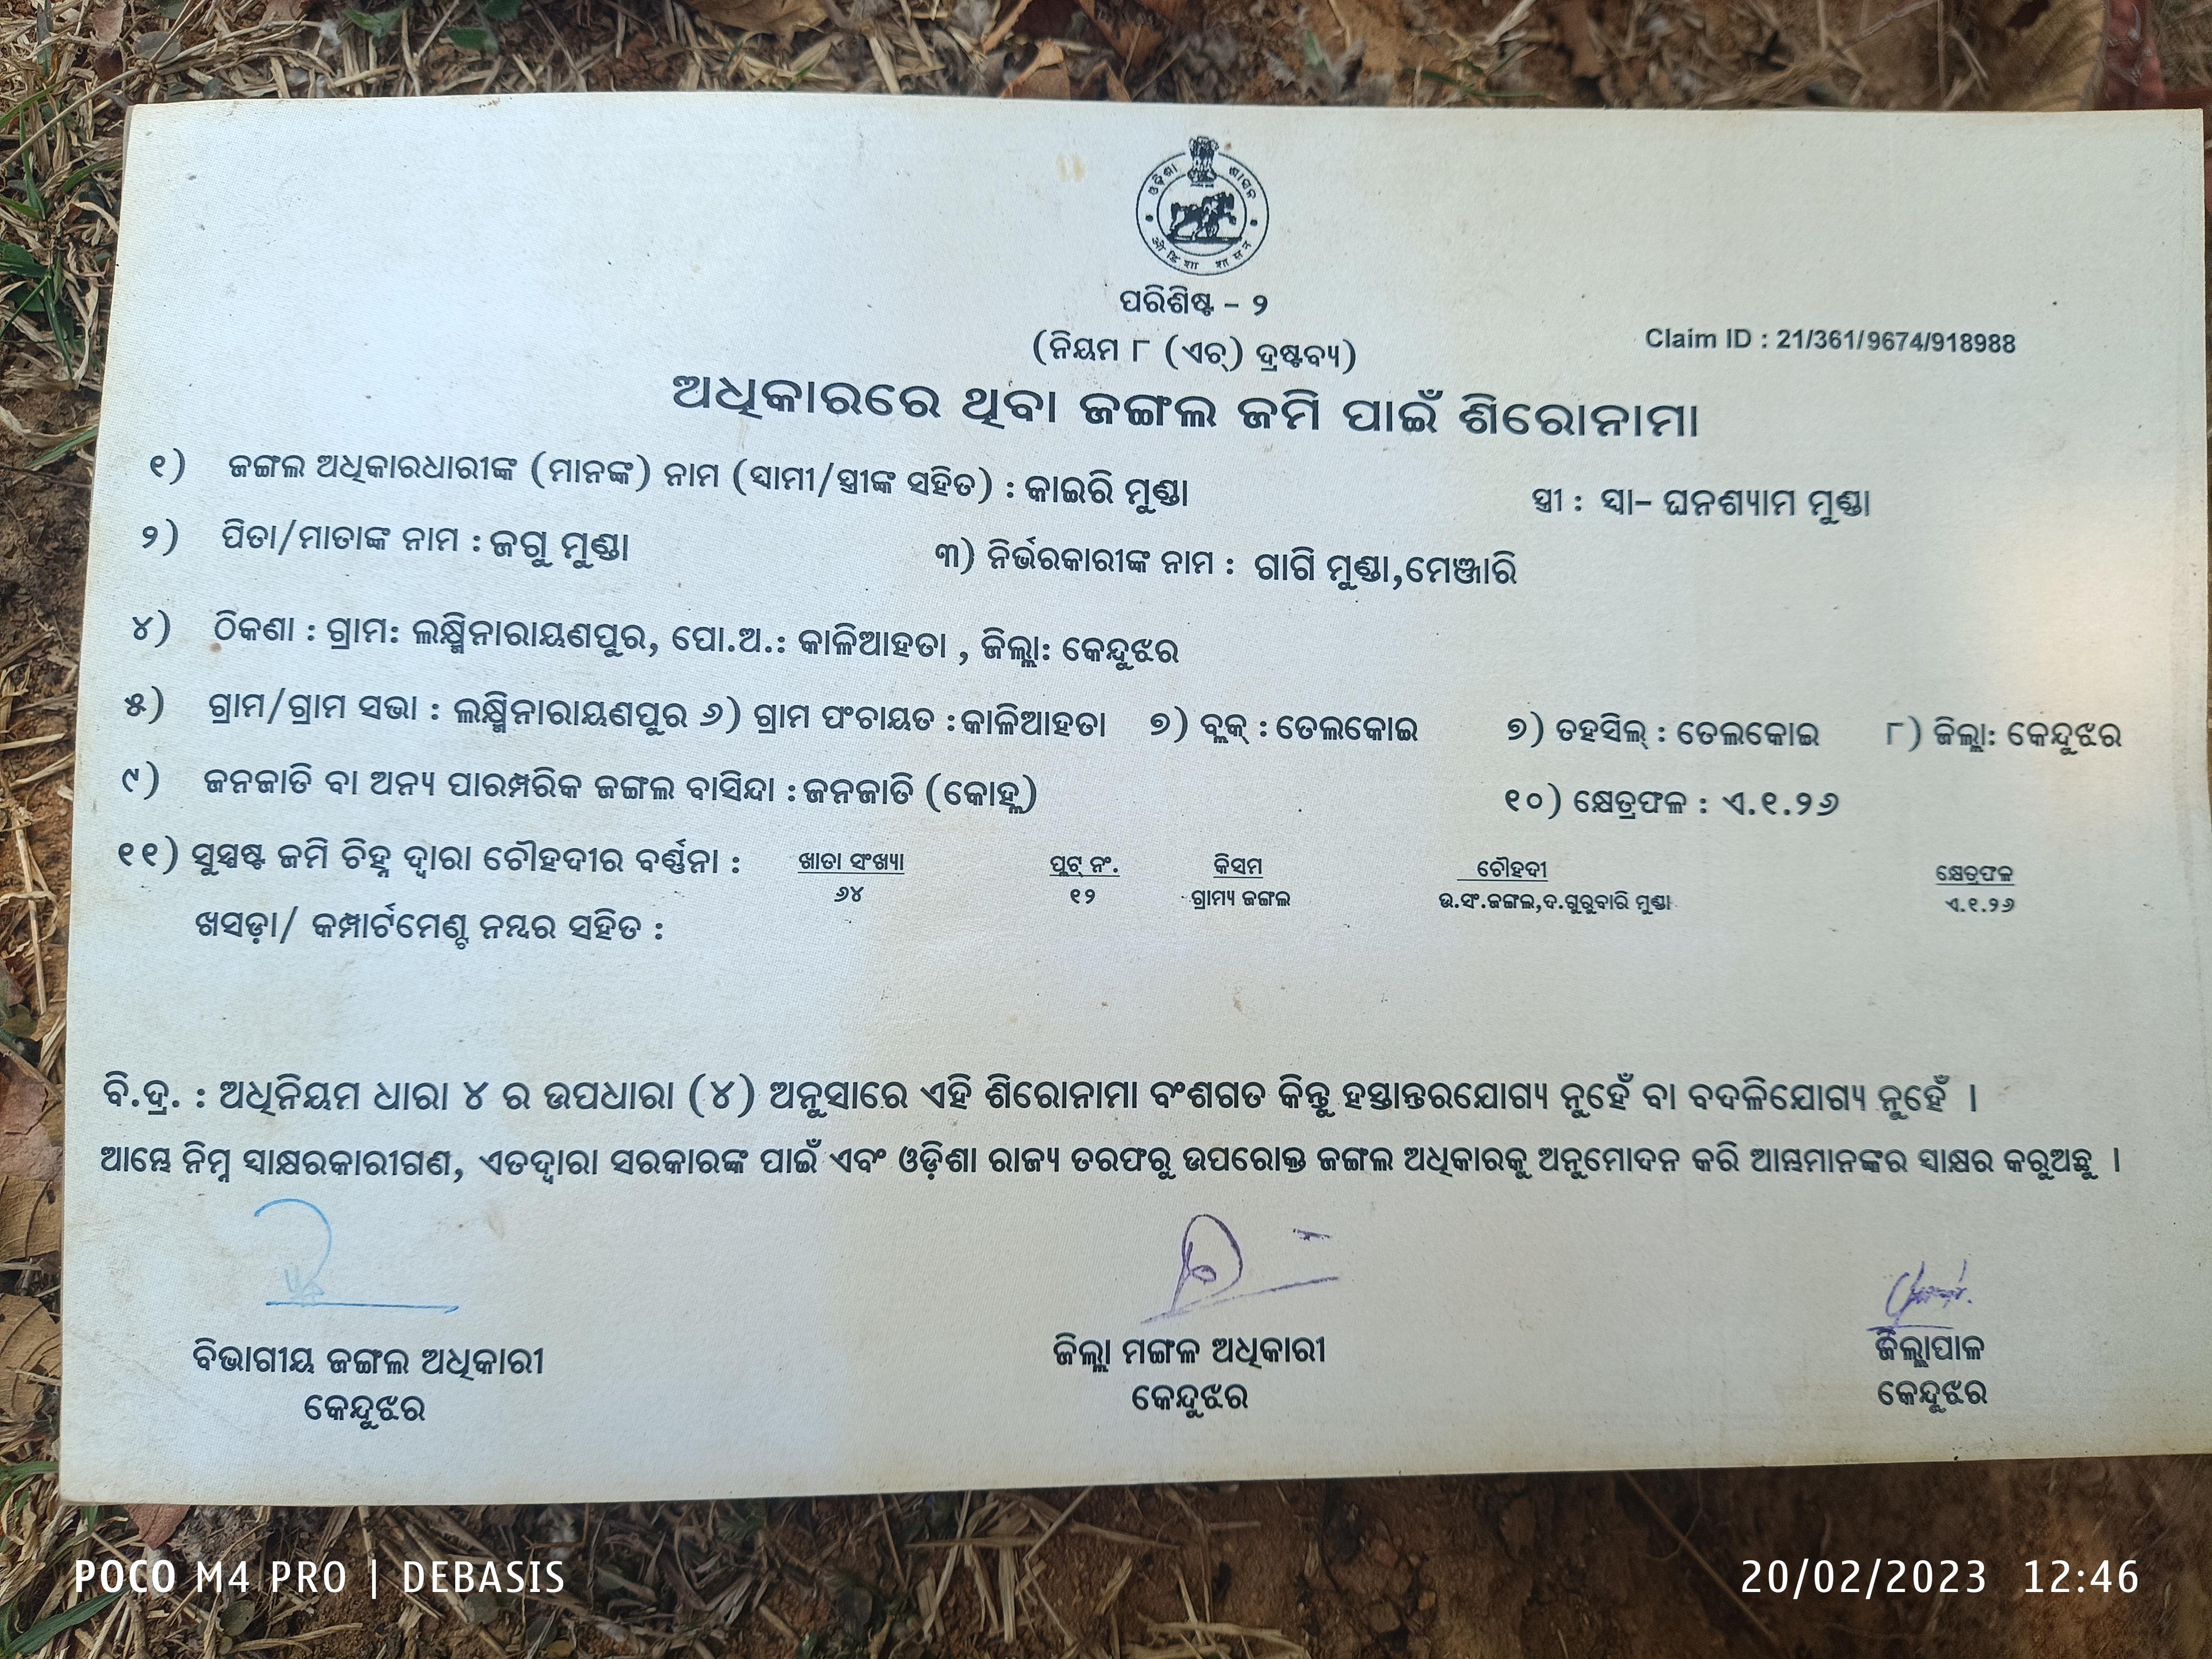 ଓଡ଼ିଶା ଶାସନ
ओडिशा शासन
ପରିଶିଷ୍ଟ – ୨
(ନିୟମ ୮ (ଏଚ୍) ଦ୍ରଷ୍ଟବ୍ୟ)
Claim ID : 21/361/9674/918988
ଅଧିକାରରେ ଥିବା ଜଙ୍ଗଲ ଜମି ପାଇଁ ଶିରୋନାମା
୧) ଜଙ୍ଗଲ ଅଧିକାରଧାରୀଙ୍କ (ମାନଙ୍କ) ନାମ (ସ୍ୱାମୀ/ସ୍ତ୍ରୀଙ୍କ ସହିତ) : କାଇରି ମୁଣ୍ଡା ସ୍ତ୍ରୀ : ସ୍ୱା– ଘନଶ୍ୟାମ ମୁଣ୍ଡା
୨) ପିତା/ମାତାଙ୍କ ନାମ : ଜଗୁ ମୁଣ୍ଡା ୩) ନିର୍ଭରକାରୀଙ୍କ ନାମ : ଗାଗି ମୁଣ୍ଡା,ମେଞ୍ଜାରି
୪) ଠିକଣା : ଗ୍ରାମ: ଲକ୍ଷ୍ମିନାରାୟଣପୁର, ପୋ.ଅ.: କାଳିଆହତା , ଜିଲ୍ଲା: କେନ୍ଦୁଝର
୫) ଗ୍ରାମ/ଗ୍ରାମ ସଭା : ଲକ୍ଷ୍ମିନାରାୟଣପୁର ୬) ଗ୍ରାମ ପଂଚାୟତ :କାଳିଆହତା ୭) ବ୍ଲକ୍ : ତେଲକୋଇ ୭) ତହସିଲ୍ : ତେଲକୋଇ ୮) ଜିଲ୍ଲା: କେନ୍ଦୁଝର
୯) ଜନଜାତି ବା ଅନ୍ୟ ପାରମ୍ପରିକ ଜଙ୍ଗଲ ବାସିନ୍ଦା : ଜନଜାତି (କୋହ୍ଲ) ୧୦) କ୍ଷେତ୍ରଫଳ : ଏ.୧.୨୬
୧୧) ସୁସ୍ପଷ୍ଟ ଜମି ଚିହ୍ନ ଦ୍ୱାରା ଚୌହଦୀର ବର୍ଣ୍ଣନା : ଖାତା ସଂଖ୍ୟା ପ୍ଲଟ୍ ନଂ. କିସମ ଚୌହଦୀ କ୍ଷେତ୍ରଫଳ
୬୪ ୧୨ ଗ୍ରାମ୍ୟ ଜଙ୍ଗଲ ଉ.ସଂ.ଜଙ୍ଗଲ,ଦ.ଗୁରୁବାରି ମୁଣ୍ଡା ଏ.୧.୨୬
ଖସଡ଼ା/ କମ୍ପାର୍ଟମେଣ୍ଟ ନମ୍ବର ସହିତ :
ବି.ଦ୍ର. : ଅଧିନିୟମ ଧାରା ୪ ର ଉପଧାରା (୪) ଅନୁସାରେ ଏହି ଶିରୋନାମା ବଂଶଗତ କିନ୍ତୁ ହସ୍ତାନ୍ତରଯୋଗ୍ୟ ନୁହେଁ ବା ବଦଳିଯୋଗ୍ୟ ନୁହେଁ ।
ଆମ୍ଭେ ନିମ୍ନ ସ୍ୱାକ୍ଷରକାରୀଗଣ, ଏତଦ୍ୱାରା ସରକାରଙ୍କ ପାଇଁ ଏବଂ ଓଡ଼ିଶା ରାଜ୍ୟ ତରଫରୁ ଉପରୋକ୍ତ ଜଙ୍ଗଲ ଅଧିକାରକୁ ଅନୁମୋଦନ କରି ଆମ୍ଭମାନଙ୍କର ସ୍ୱାକ୍ଷର କରୁଅଛୁ ।
ବିଭାଗୀୟ ଜଙ୍ଗଲ ଅଧିକାରୀ ଜିଲ୍ଲା ମଙ୍ଗଳ ଅଧିକାରୀ ଜିଲ୍ଲାପାଳ
କେନ୍ଦୁଝର କେନ୍ଦୁଝର କେନ୍ଦୁଝର
POCO M4 PRO | DEBASIS 20/02/2023 12:46